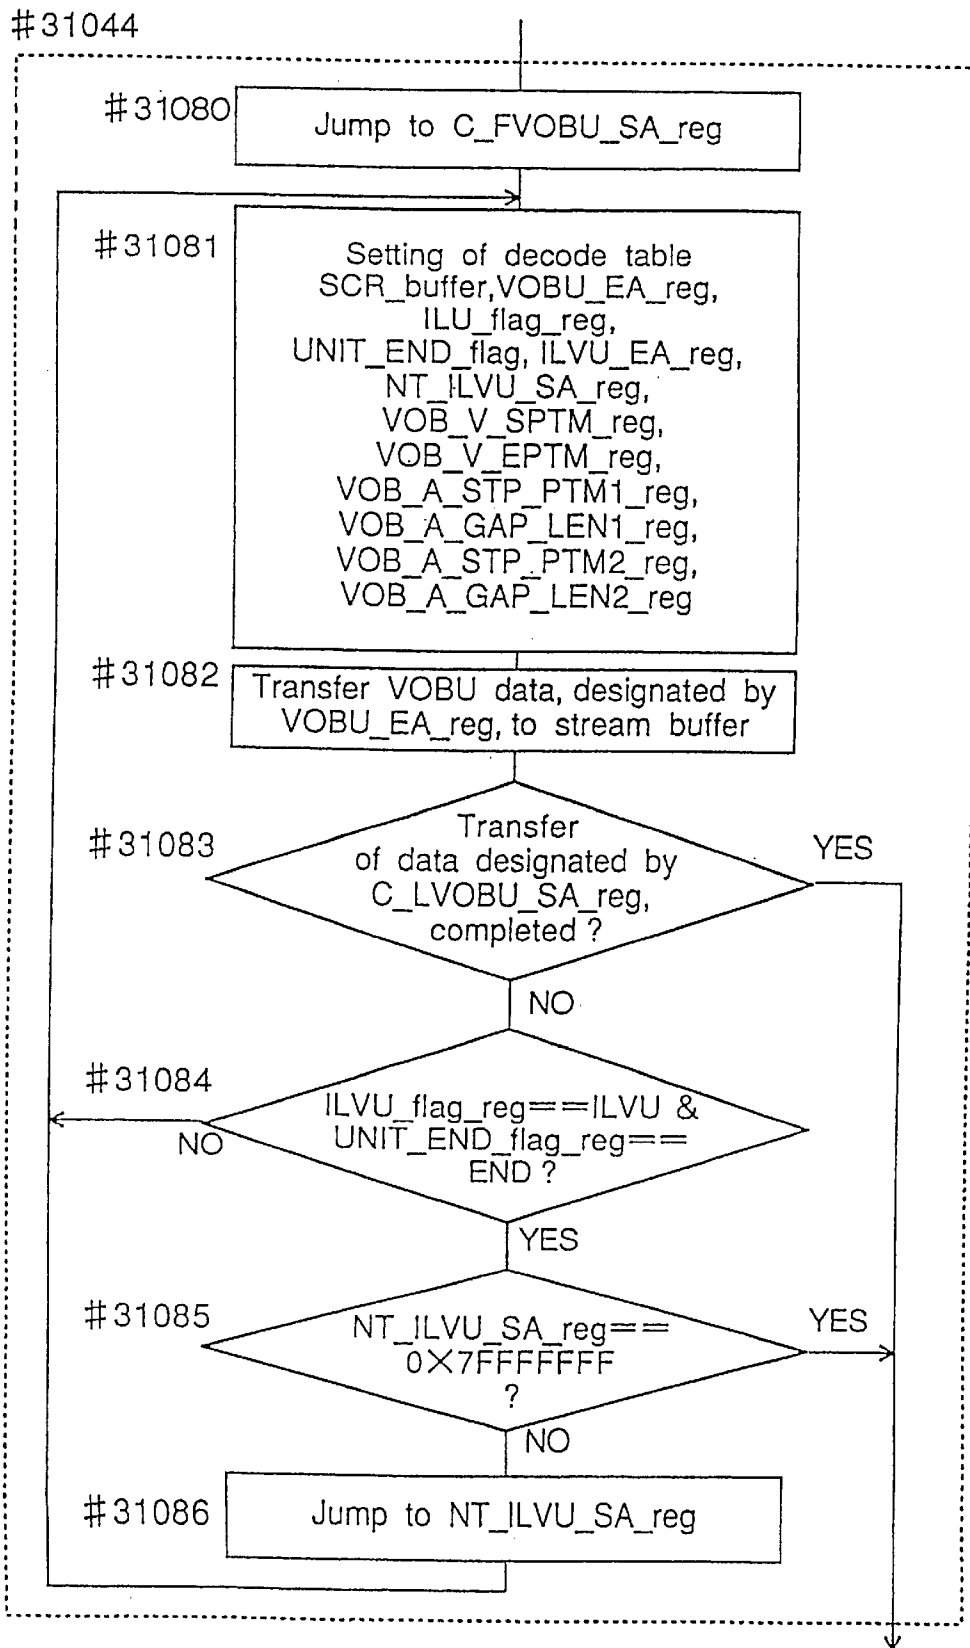 #31044
#31080
Jump to C_FVOBU_SA_reg
#31081
Setting of decode table
SCR_buffer,VOBU_EA_reg,
ILU_flag_reg,
UNIT_END_flag, ILVU_EA_reg,
NT_ILVU_SA_reg,
VOB_V_SPTM_reg,
VOB_V_EPTM_reg,
VOB_A_STP_PTM1_reg,
VOB_A_GAP_LEN1_reg,
VOB_A_STP_PTM2_reg,
VOB_A_GAP_LEN2_reg
#31082
Transfer VOBU data, designated by
VOBU_EA_reg, to stream buffer
#31083
Transfer
of data designated by
C_LVOBU_SA_reg,
completed ?
YES
NO
#31084
ILVU_flag_reg==ILVU &
UNIT_END_flag_reg==
END ?
NO
YES
#31085
NT_ILVU_SA_reg==
0X7FFFFFFF
?
YES
NO
#31086
Jump to NT_ILVU_SA_reg